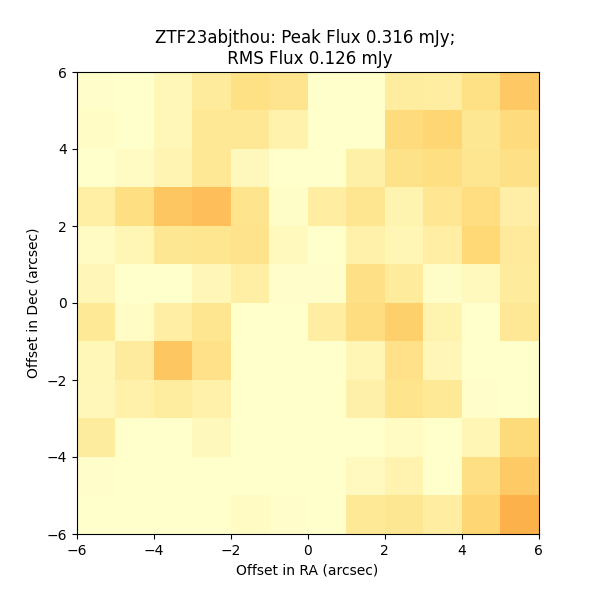 ZTF23abjthou: Peak Flux 0.316 mJy;
RMS Flux 0.126 mJy
6
4
2
0
−2
−4
−6
Offset in Dec (arcsec)
−6 −4 −2 0 2 4 6
Offset in RA (arcsec)